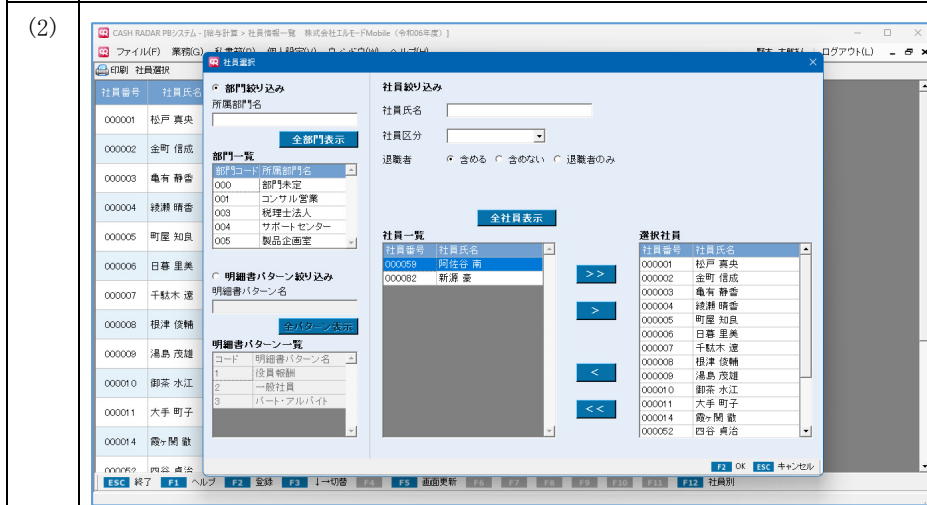 (2)
CASH RADAR PBシステム - [給与計算 > 社員情報一覧 株式会社エルモードMobile（令和06年度）]
ファイル(F) 業務(G)
ログアウト(L)
印刷 社員選択
社員番号 社員氏名
000001 松戸 真央
000002 金町 信成
000003 亀有 静香
000004 綾瀬 晴香
000005 町屋 知良
000006 日暮 里美
000007 千駄木 遼
000008 根津 俊輔
000009 湯島 茂雄
000010 御茶 水江
000011 大手 町子
000014 霞ヶ関 徹
000052 四谷 貞治
社員選択
部門絞り込み
所属部門名
全部門表示
部門一覧
部門コード 所属部門名
000 部門未定
001 コンサル営業
003 税理士法人
004 サポートセンター
005 製品企画室
明細書パターン絞り込み
明細書パターン名
全パターン表示
明細書パターン一覧
コード 明細書パターン名
1 役員報酬
2 一般社員
3 パート・アルバイト
社員絞り込み
社員氏名
社員区分
退職者 含める 含めない 退職者のみ
全社員表示
社員一覧
社員番号 社員氏名
000059 阿佐谷 南
000082 新源 豪
>>
>
<
<<
選択社員
社員番号 社員氏名
000001 松戸 真央
000002 金町 信成
000003 亀有 静香
000004 綾瀬 晴香
000005 町屋 知良
000006 日暮 里美
000007 千駄木 遼
000008 根津 俊輔
000009 湯島 茂雄
000010 御茶 水江
000011 大手 町子
000014 霞ヶ関 徹
000052 四谷 貞治
F2 OK ESC キャンセル
ESC 終了 F1 ヘルプ F2 登録 F3 ↓→切替 F4 F5 画面更新 F6 F7 F8 F9 F10 F11 F12 社員別